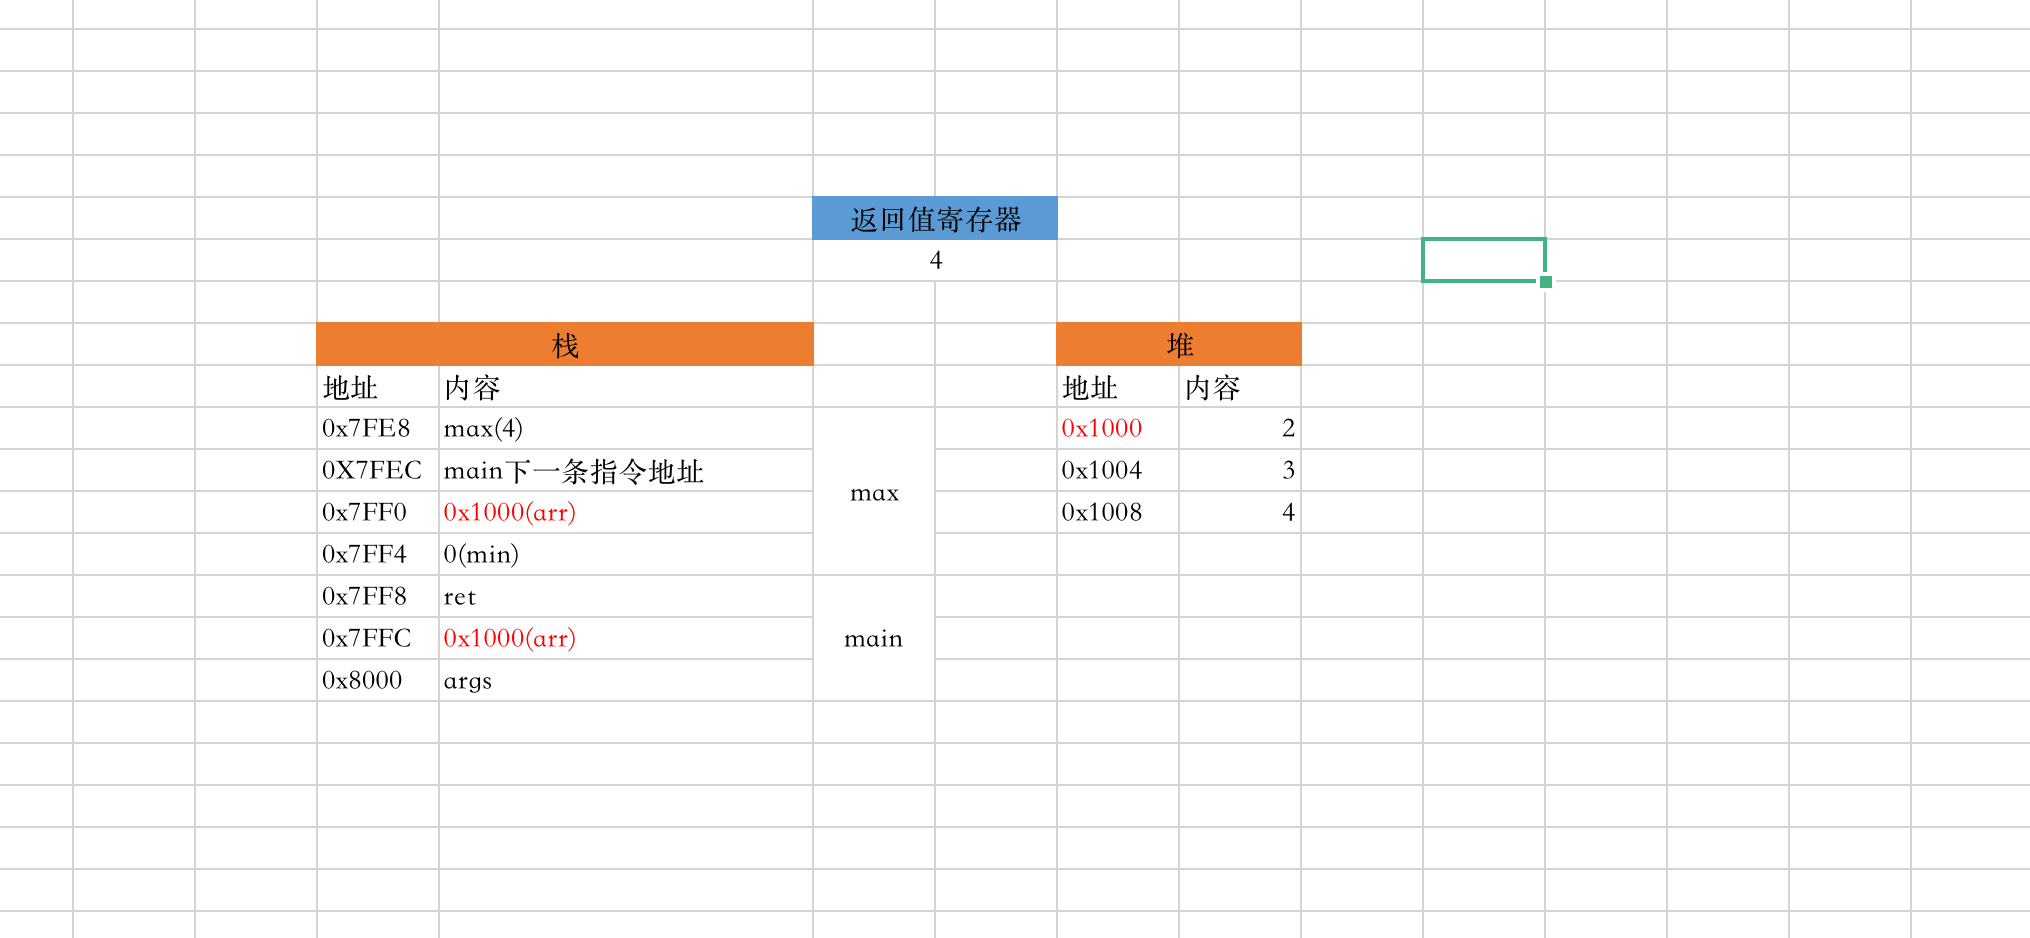 返回值寄存器
4
栈 堆
地址 内容 地址 内容
0x7FE8 max(4) 0x1000 2
0X7FEC main下一条指令地址 0x1004 3
max
0x7FF0 0x1000(arr) 0x1008 4
0x7FF4 0(min)
0x7FF8 ret
0x7FFC 0x1000(arr) main
0x8000 args